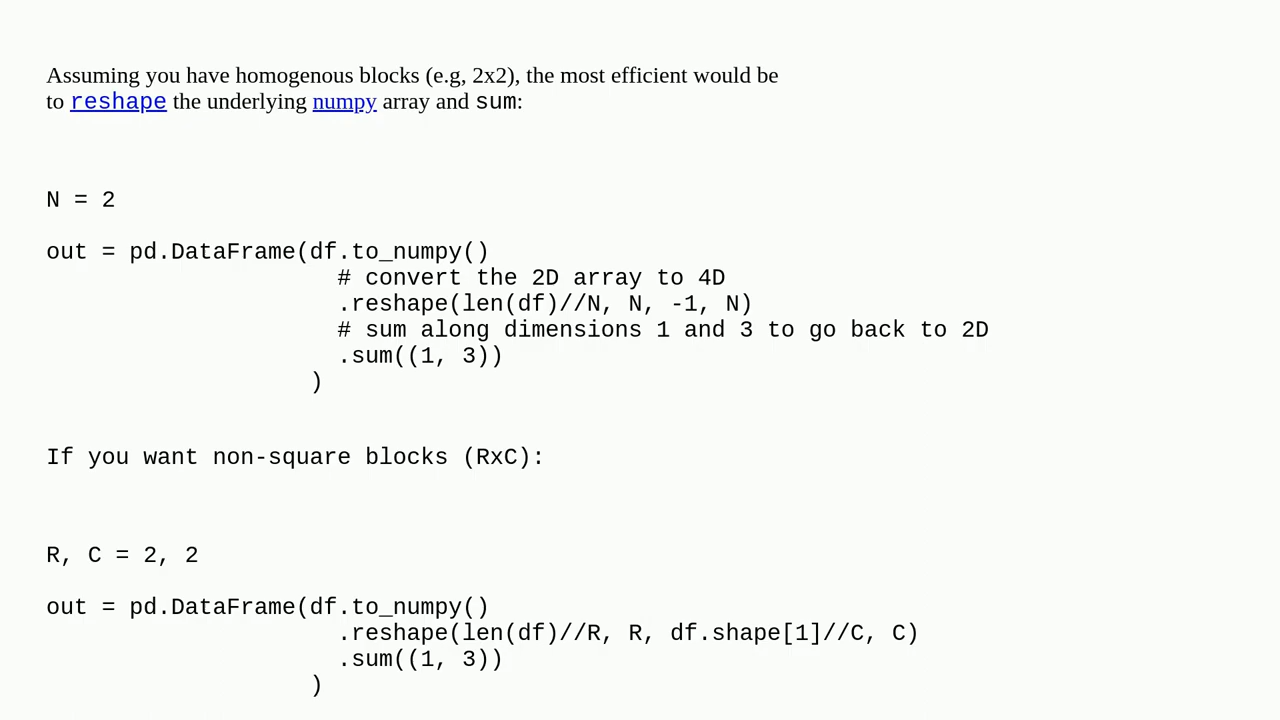 Assuming you have homogenous blocks (e.g, 2x2), the most efficient would be
to reshape the underlying numpy array and sum:
N = 2
out = pd.DataFrame(df.to_numpy()
# convert the 2D array to 4D
.reshape(len(df)//N, N, -1, N)
# sum along dimensions 1 and 3 to go back to 2D
.sum((1, 3))
)
If you want non-square blocks (RxC):
R, C = 2, 2
out = pd.DataFrame(df.to_numpy()
.reshape(len(df)//R, R, df.shape[1]//C, C)
.sum((1, 3))
)